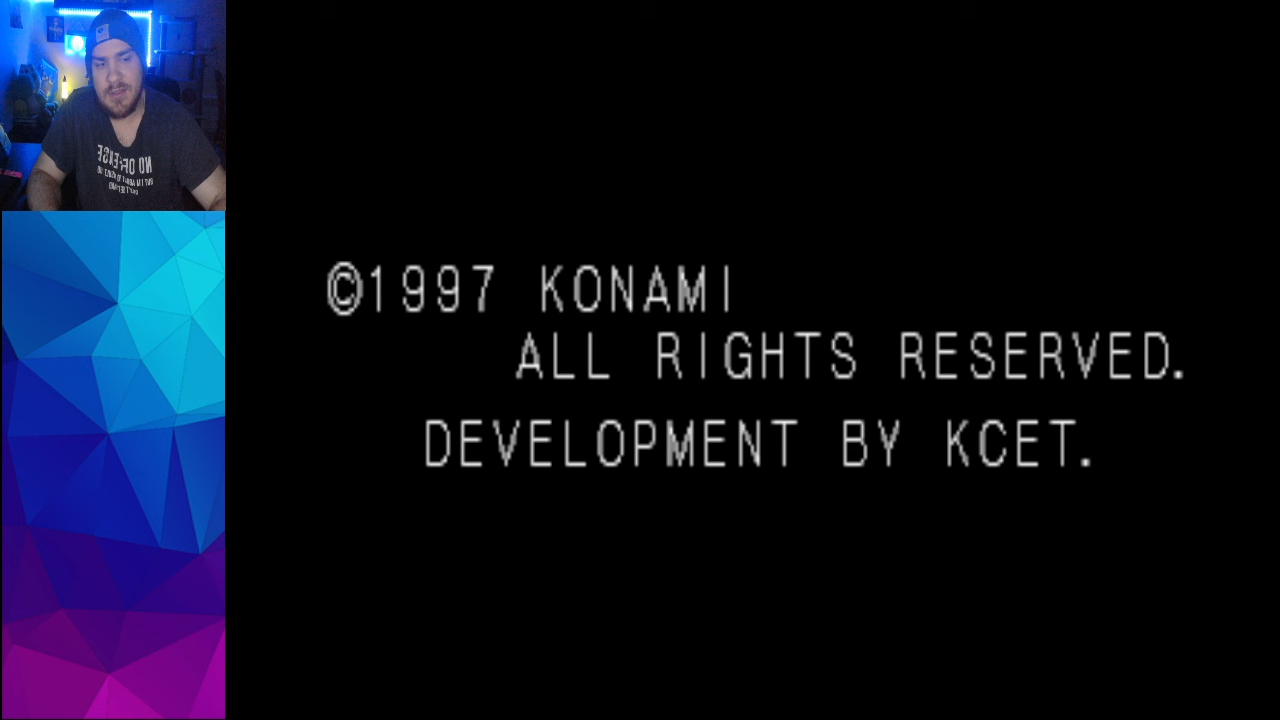 ©1997 KONAMI
ALL RIGHTS RESERVED.
DEVELOPMENT BY KCET.
NO OFFENSE